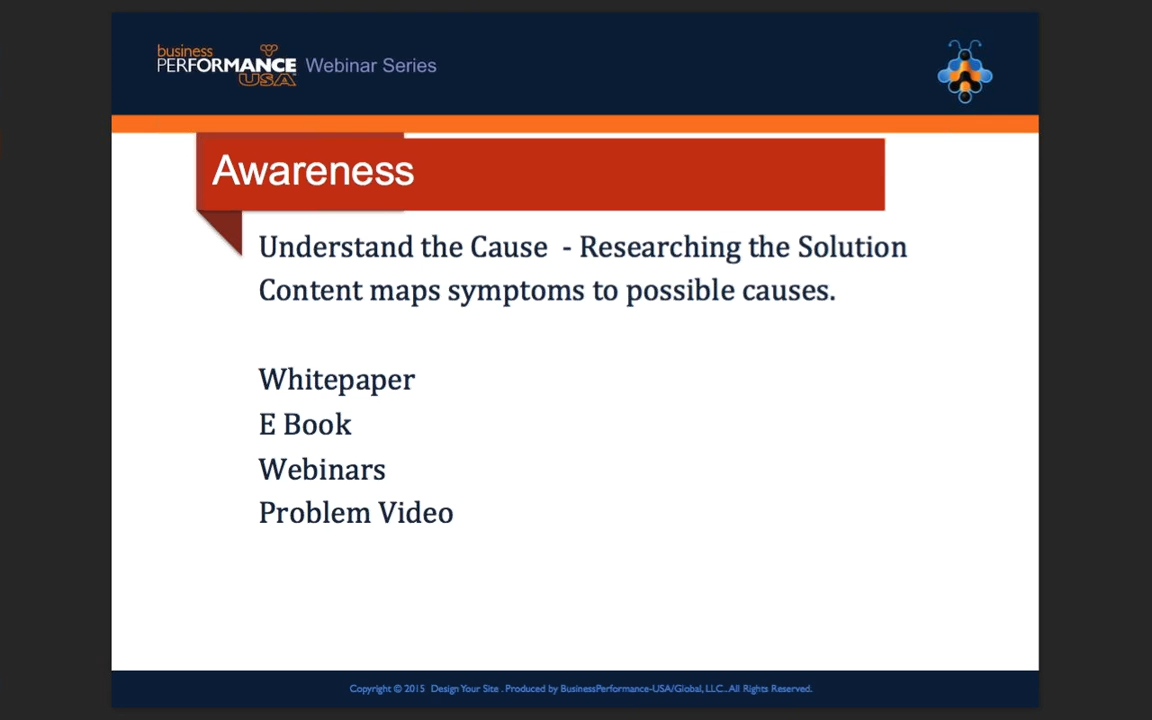 business
PERFORMANCE Webinar Series
USA
Awareness
Understand the Cause - Researching the Solution
Content maps symptoms to possible causes.
Whitepaper
E Book
Webinars
Problem Video
Copyright © 2015 Design Your Site . Produced by BusinessPerformance-USA/Global, LLC.. All Rights Reserved.